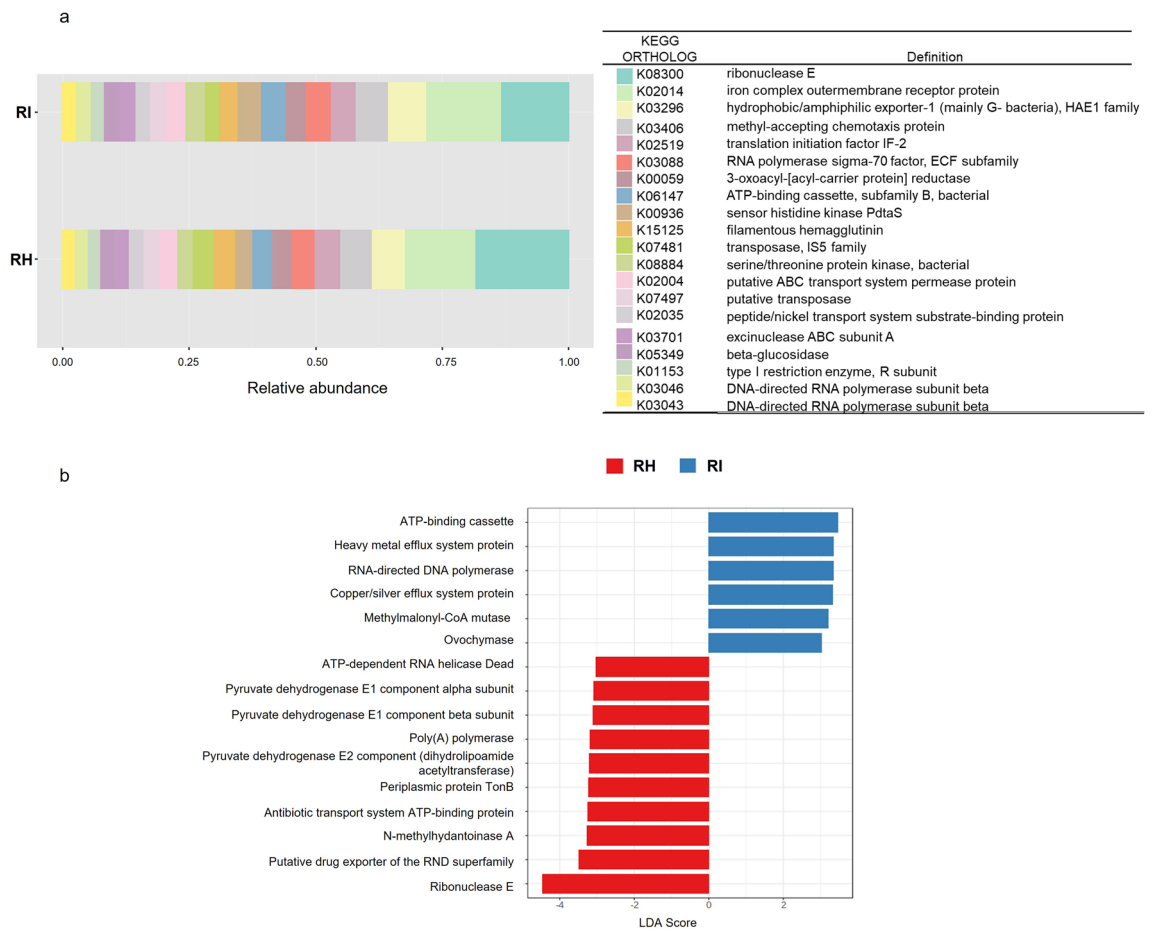 a
KEGG
ORTHOLOG Definition
K08300 ribonuclease E
K02014 iron complex outermembrane receptor protein
K03296 hydrophobic/amphiphilic exporter-1 (mainly G- bacteria), HAE1 family
K03406 methyl-accepting chemotaxis protein
K02519 translation initiation factor IF-2
K03088 RNA polymerase sigma-70 factor, ECF subfamily
K00059 3-oxoacyl-[acyl-carrier protein] reductase
K06147 ATP-binding cassette, subfamily B, bacterial
K00936 sensor histidine kinase PdtaS
K15125 filamentous hemagglutinin
K07481 transposase, IS5 family
K08884 serine/threonine protein kinase, bacterial
K02004 putative ABC transport system permease protein
K07497 putative transposase
K02035 peptide/nickel transport system substrate-binding protein
K03701 excinuclease ABC subunit A
K05349 beta-glucosidase
K01153 type I restriction enzyme, R subunit
K03046 DNA-directed RNA polymerase subunit beta
K03043 DNA-directed RNA polymerase subunit beta
RI
RH
0.00 0.25 0.50 0.75 1.00
Relative abundance
b
RH RI
ATP-binding cassette
Heavy metal efflux system protein
RNA-directed DNA polymerase
Copper/silver efflux system protein
Methylmalonyl-CoA mutase
Ovochymase
ATP-dependent RNA helicase Dead
Pyruvate dehydrogenase E1 component alpha subunit
Pyruvate dehydrogenase E1 component beta subunit
Poly(A) polymerase
Pyruvate dehydrogenase E2 component (dihydrolipoamide
acetyltransferase)
Periplasmic protein TonB
Antibiotic transport system ATP-binding protein
N-methylhydantoinase A
Putative drug exporter of the RND superfamily
Ribonuclease E
-4 -2 0 2
LDA Score